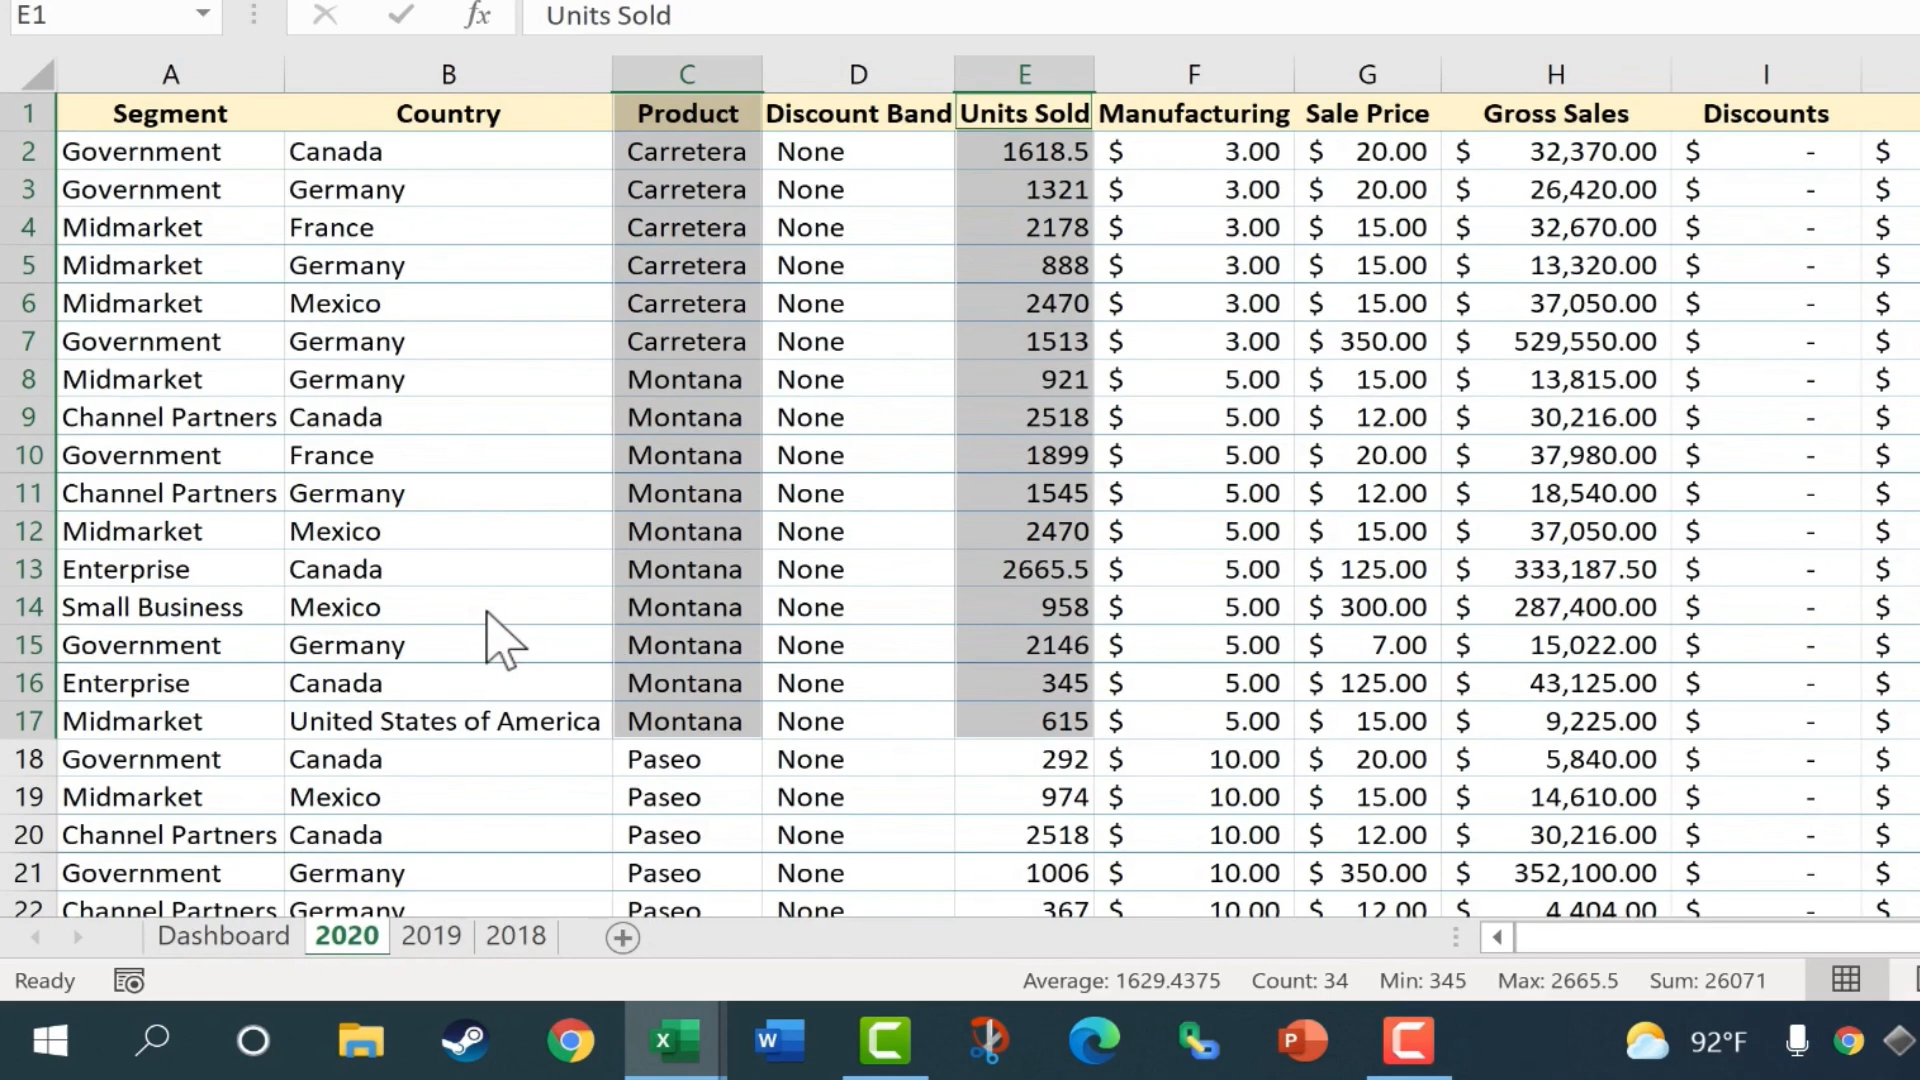 E1 fx Units Sold
A B C D E F G H I
1 Segment Country Product Discount Band Units Sold Manufacturing Sale Price Gross Sales Discounts
2 Government Canada Carretera None 1618.5 $ 3.00 $ 20.00 $ 32,370.00 $ - $
3 Government Germany Carretera None 1321 $ 3.00 $ 20.00 $ 26,420.00 $ - $
4 Midmarket France Carretera None 2178 $ 3.00 $ 15.00 $ 32,670.00 $ - $
5 Midmarket Germany Carretera None 888 $ 3.00 $ 15.00 $ 13,320.00 $ - $
6 Midmarket Mexico Carretera None 2470 $ 3.00 $ 15.00 $ 37,050.00 $ - $
7 Government Germany Carretera None 1513 $ 3.00 $ 350.00 $ 529,550.00 $ - $
8 Midmarket Germany Montana None 921 $ 5.00 $ 15.00 $ 13,815.00 $ - $
9 Channel Partners Canada Montana None 2518 $ 5.00 $ 12.00 $ 30,216.00 $ - $
10 Government France Montana None 1899 $ 5.00 $ 20.00 $ 37,980.00 $ - $
11 Channel Partners Germany Montana None 1545 $ 5.00 $ 12.00 $ 18,540.00 $ - $
12 Midmarket Mexico Montana None 2470 $ 5.00 $ 15.00 $ 37,050.00 $ - $
13 Enterprise Canada Montana None 2665.5 $ 5.00 $ 125.00 $ 333,187.50 $ - $
14 Small Business Mexico Montana None 958 $ 5.00 $ 300.00 $ 287,400.00 $ - $
15 Government Germany Montana None 2146 $ 5.00 $ 7.00 $ 15,022.00 $ - $
16 Enterprise Canada Montana None 345 $ 5.00 $ 125.00 $ 43,125.00 $ - $
17 Midmarket United States of America Montana None 615 $ 5.00 $ 15.00 $ 9,225.00 $ - $
18 Government Canada Paseo None 292 $ 10.00 $ 20.00 $ 5,840.00 $ - $
19 Midmarket Mexico Paseo None 974 $ 10.00 $ 15.00 $ 14,610.00 $ - $
20 Channel Partners Canada Paseo None 2518 $ 10.00 $ 12.00 $ 30,216.00 $ - $
21 Government Germany Paseo None 1006 $ 10.00 $ 350.00 $ 352,100.00 $ - $
22 Channel Partners Germany Paseo None 367 $ 10.00 $ 12.00 $ 4,404.00 $ - $
Dashboard 2020 2019 2018
Ready Average: 1629.4375 Count: 34 Min: 345 Max: 2665.5 Sum: 26071
X W P 92°F